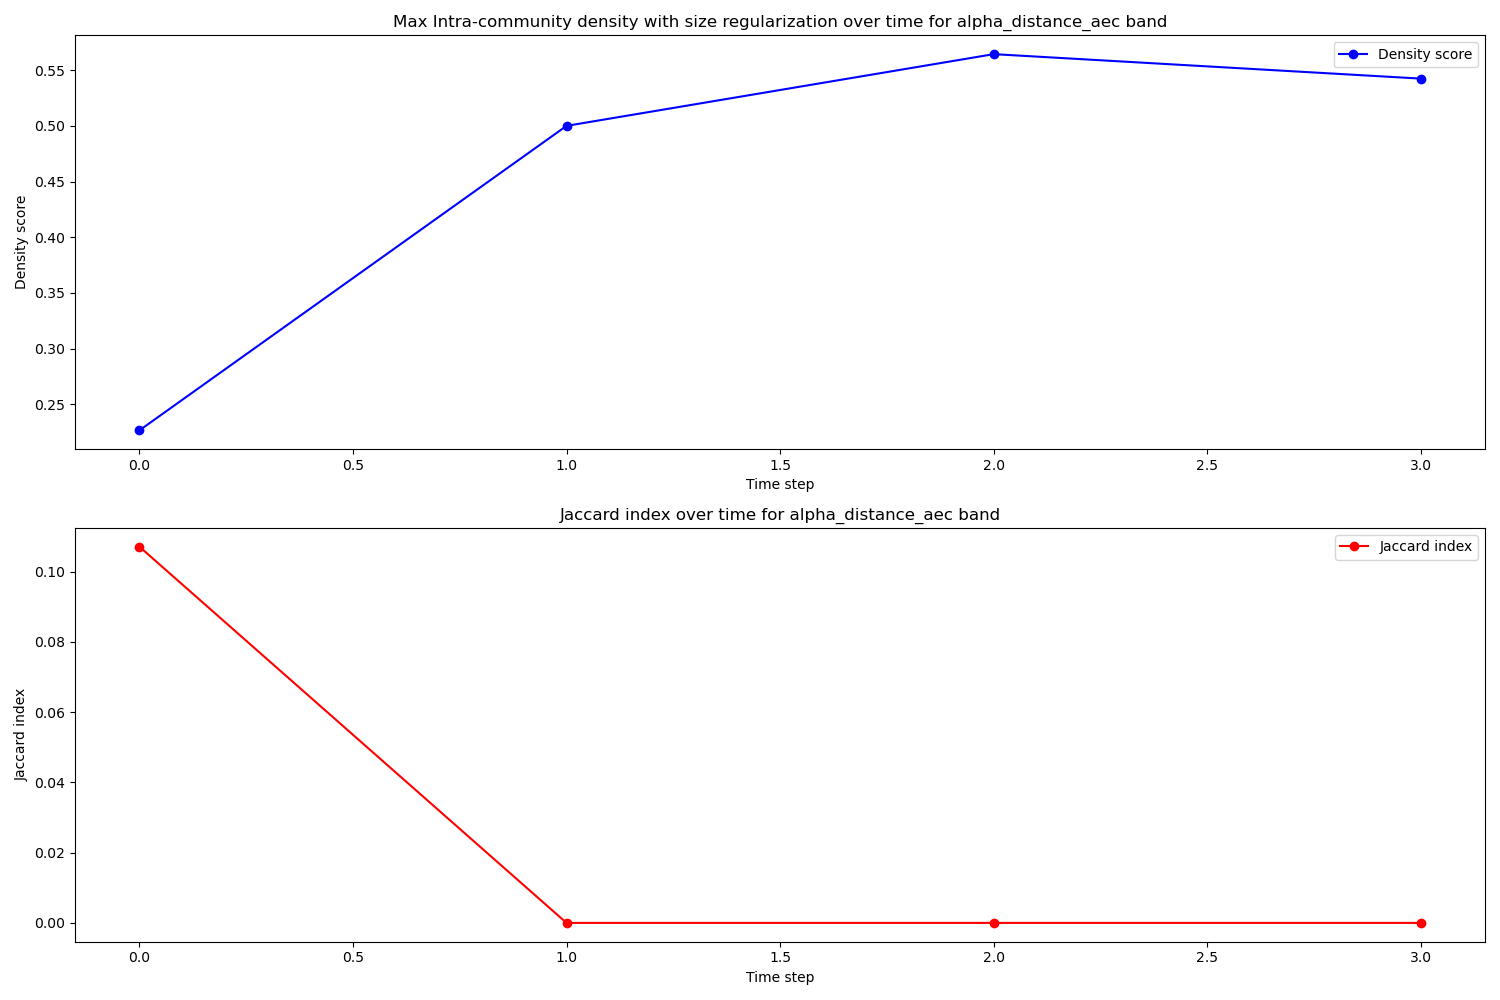 Max Intra-community density with size regularization over time for alpha_distance_aec band
Density score
0.55
0.50
0.45
0.40
0.35
0.30
0.25
Density score
0.0 0.5 1.0 1.5 2.0 2.5 3.0
Time step
Jaccard index over time for alpha_distance_aec band
Jaccard index
0.10
0.08
0.06
0.04
0.02
0.00
Jaccard index
0.0 0.5 1.0 1.5 2.0 2.5 3.0
Time step